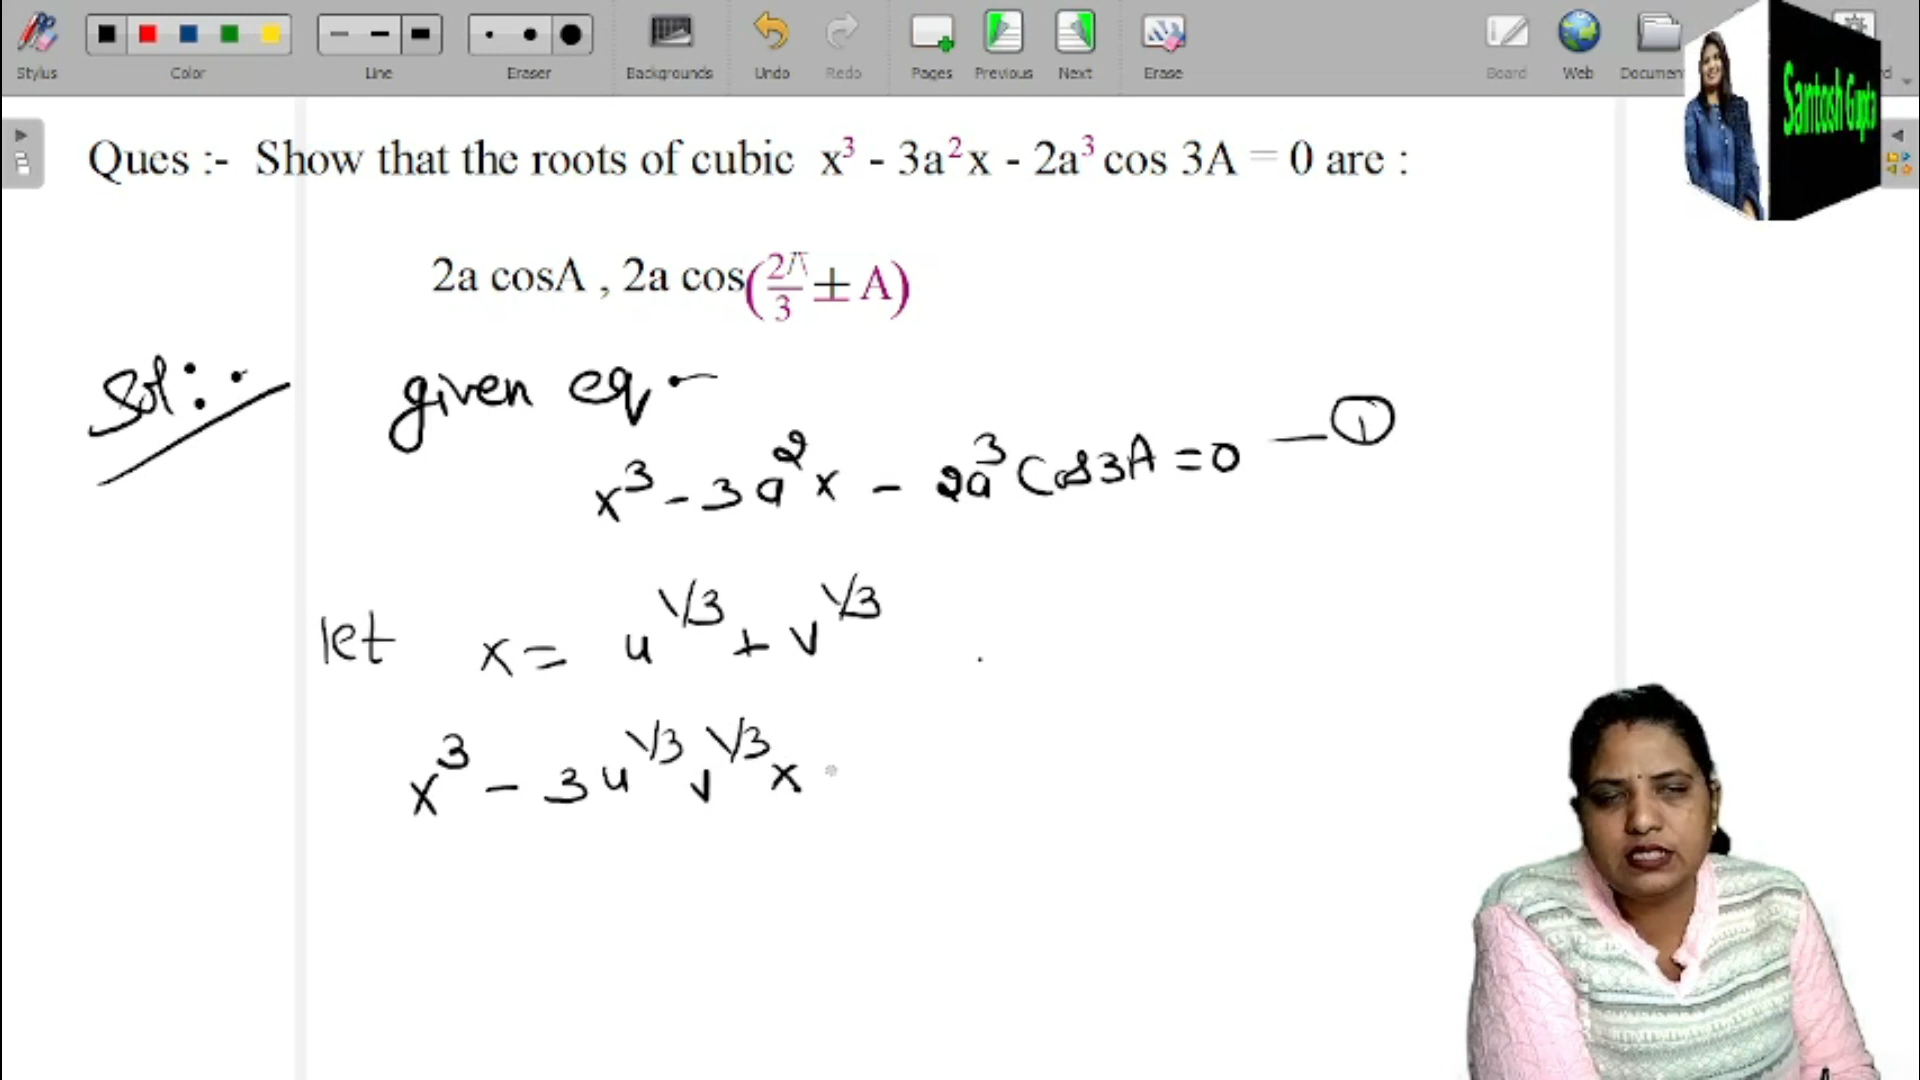 Stylus Color Line Eraser Backgrounds Undo Redo Pages Previous Next Erase Board Web
Santosh Gupta
Ques :- Show that the roots of cubic x³ - 3a²x - 2a³ cos 3A = 0 are :
2a cosA , 2a cos(2π/3 ± A)
Sol:-
given eq -
x³ - 3a²x - 2a³ Cos3A = 0 — ①
let x = u^1/3 + v^1/3
x³ - 3u^1/3 v^1/3 x